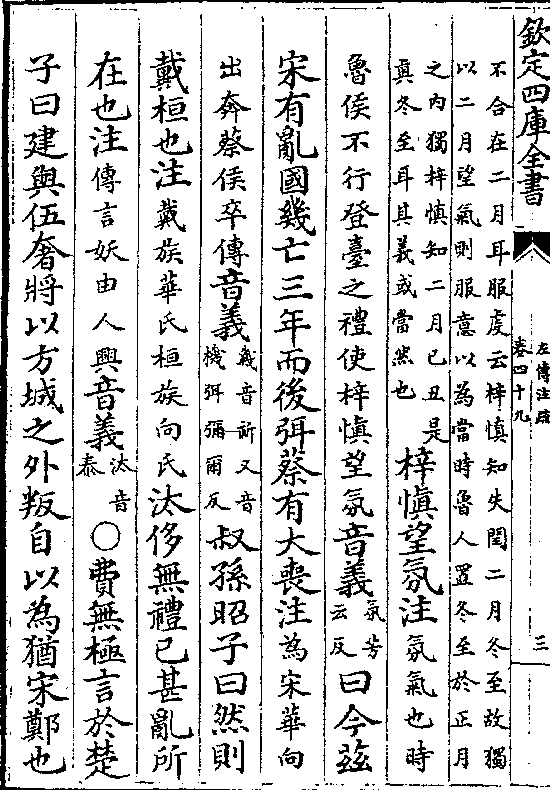 欽定四庫全書
左傳注疏
卷四十九
三
不合在二月耳服虔云梓慎知失閏二月冬至故獨
以二月望氣則服意以為當時魯人置冬至於正月
之内獨梓慎知二月已丑是
真冬至耳其義或當然也
梓慎望氛注氛氣也時
魯侯不行登臺之禮使梓慎望氛音義氛芳云反曰今兹
宋有亂國幾亡三年而後弭蔡有大喪注為宋華向
出奔蔡侯卒傳音義幾音祈又音機弭彌爾反叔孫昭子曰然則
戴桓也注戴族華氏桓族向氏汰侈無禮已甚亂所
在也注傳言妖由人興音義汰音泰○費無極言於楚
子曰建與伍奢將以方城之外叛自以為猶宋鄭也